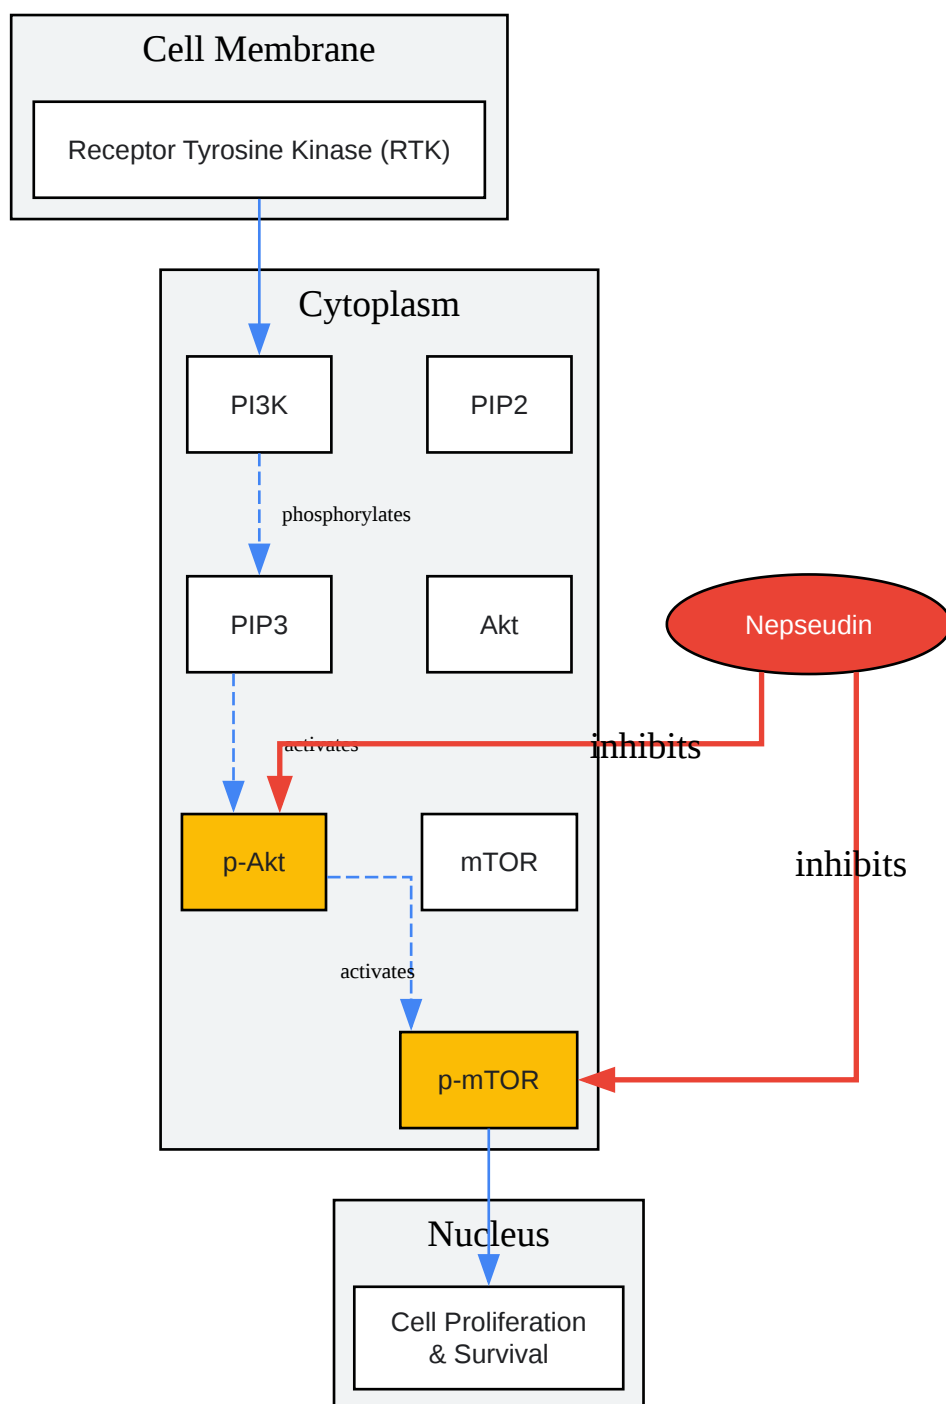 Cell Membrane
Receptor Tyrosine Kinase (RTK)
Cytoplasm
PI3K
PIP2
phosphorylates
PIP3
Akt
Nepseudin
activates
inhibits
p-Akt
mTOR
inhibits
activates
p-mTOR
Nucleus
Cell Proliferation
& Survival